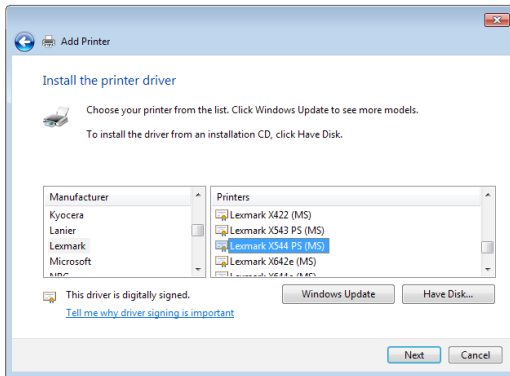 Add Printer
Install the printer driver
Choose your printer from the list. Click Windows Update to see more models.
To install the driver from an installation CD, click Have Disk.
Manufacturer
Kyocera
Lanier
Lexmark
Microsoft
Printers
Lexmark X422 (MS)
Lexmark X543 PS (MS)
Lexmark X544 PS (MS)
Lexmark X642e (MS)
This driver is digitally signed.
Tell me why driver signing is important
Windows Update
Have Disk...
Next
Cancel